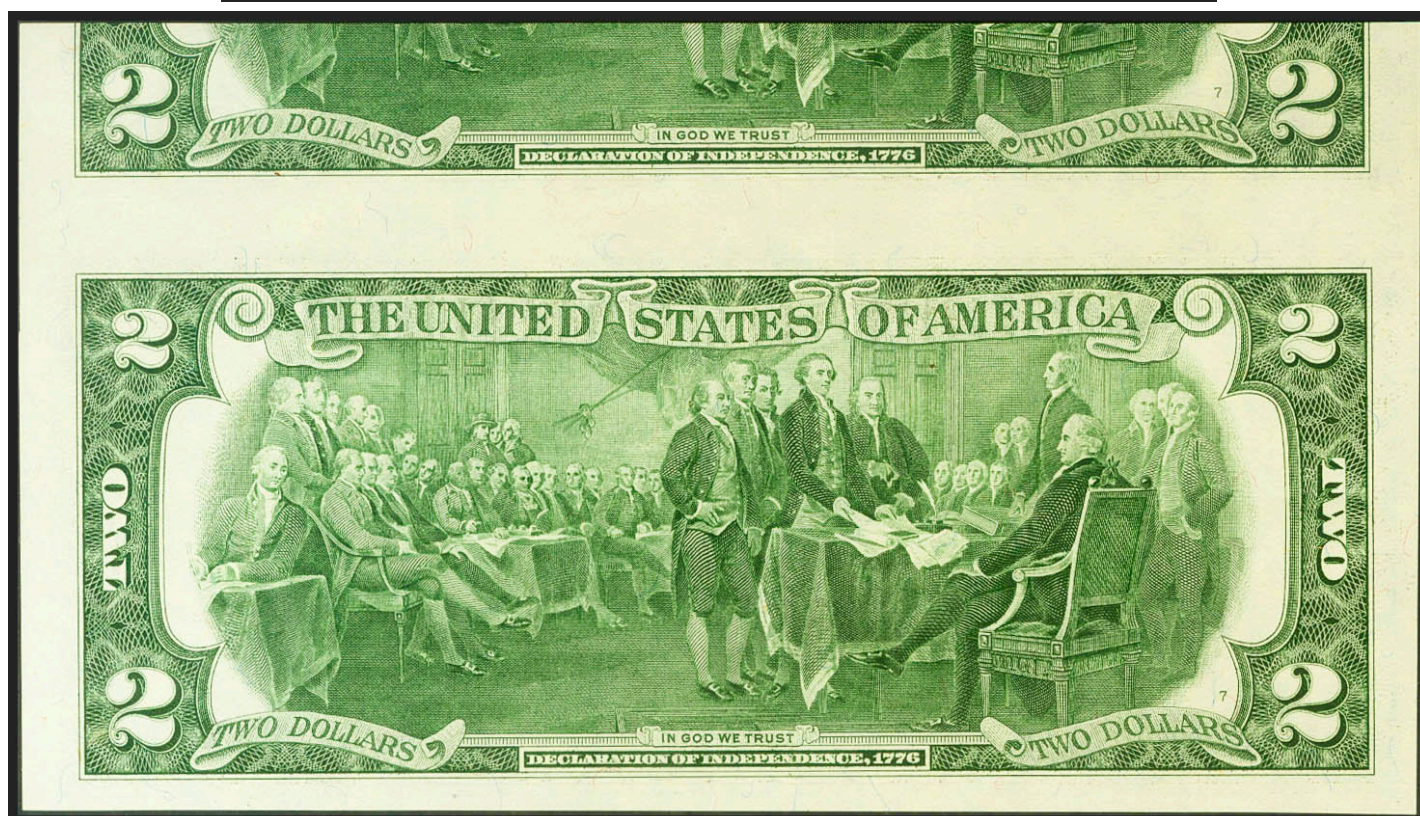 2 2
7
TWO DOLLARS IN GOD WE TRUST TWO DOLLARS
DECLARATION OF INDEPENDENCE, 1776
THE UNITED STATES OF AMERICA
2 2
TWO TWO
7
2 2
TWO DOLLARS IN GOD WE TRUST TWO DOLLARS
DECLARATION OF INDEPENDENCE, 1776